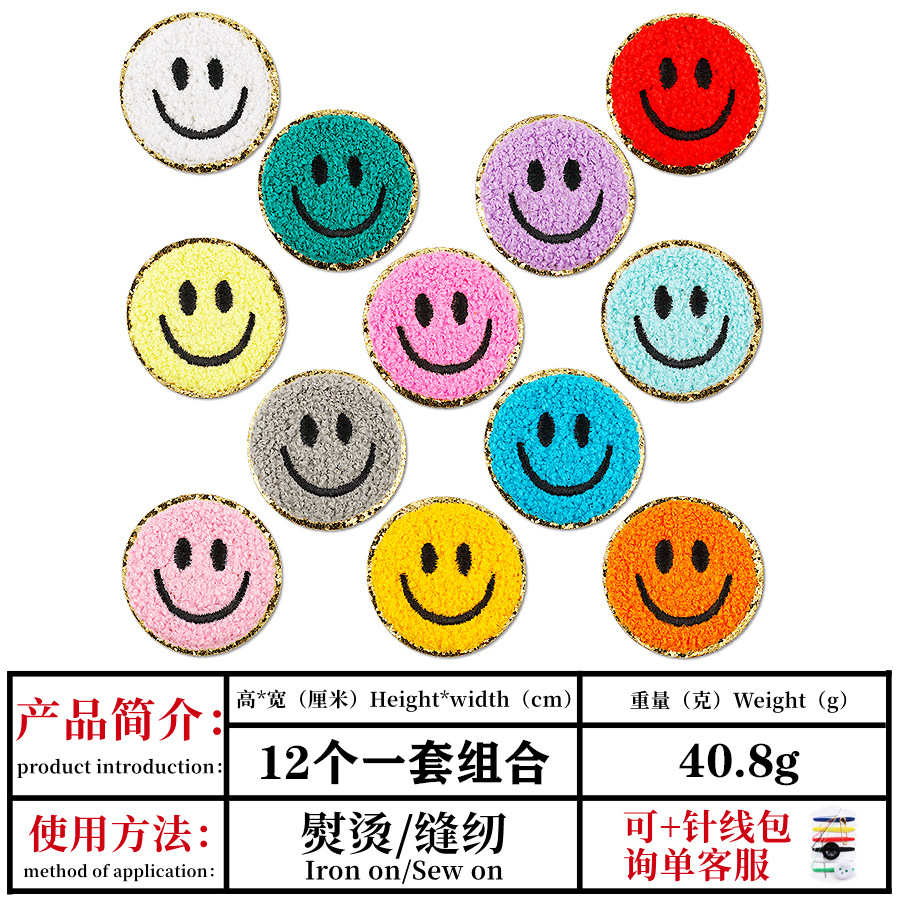 产品简介：
product introduction：
高*宽（厘米）Height*width（cm）
重量（克）Weight（g）
12个一套组合
40.8g
使用方法：
method of application：
熨烫/缝纫
Iron on/Sew on
可+针线包
询单客服